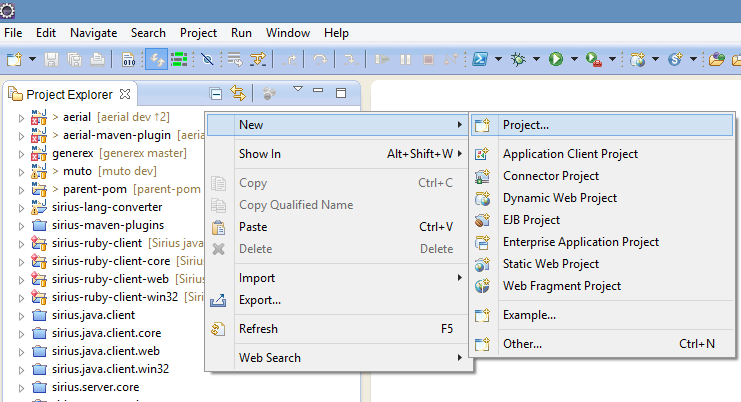 File Edit Navigate Search Project Run Window Help
010
Project Explorer
> aerial [aerial dev ↑2]
> aerial-maven-plugin [aeria
generex [generex master]
> muto [muto dev]
> parent-pom [parent-pom
sirius-lang-converter
sirius-maven-plugins
sirius-ruby-client [Sirius java
sirius-ruby-client-core [Sirius
sirius-ruby-client-web [Sirius
sirius-ruby-client-win32 [Sirius
sirius.java.client
sirius.java.client.core
sirius.java.client.web
sirius.java.client.win32
sirius.server.core
New
Show In Alt+Shift+W
Copy Ctrl+C
Copy Qualified Name
Paste Ctrl+V
Delete Delete
Import
Export...
Refresh F5
Web Search
Project...
Application Client Project
Connector Project
Dynamic Web Project
EJB Project
Enterprise Application Project
Static Web Project
Web Fragment Project
Example...
Other... Ctrl+N